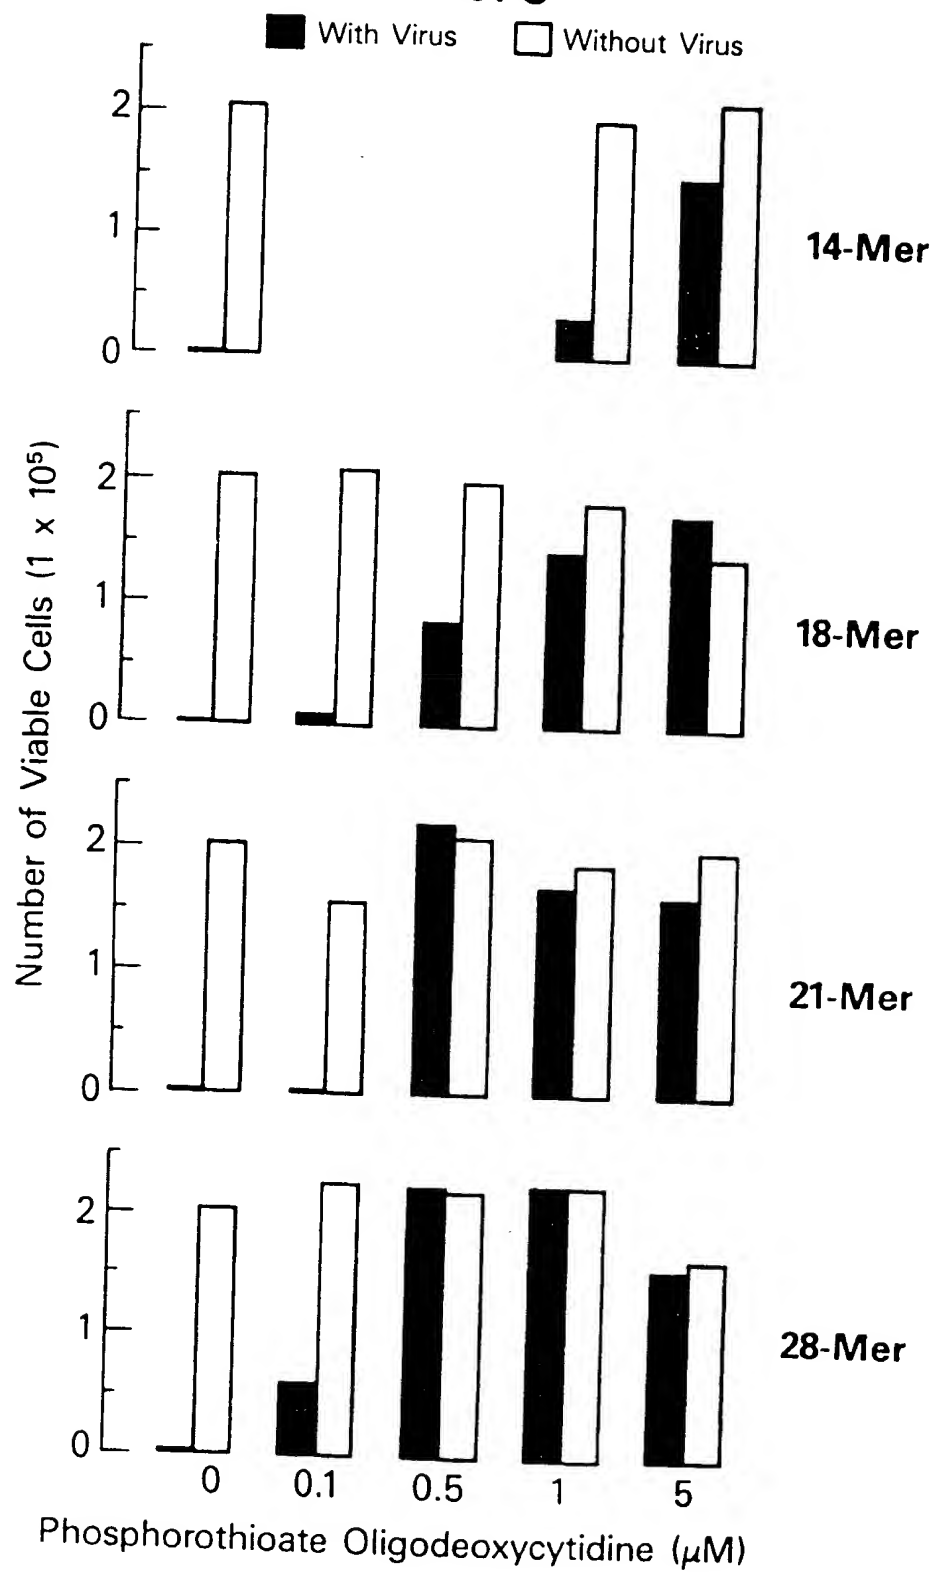 With Virus Without Virus
2
1
0
14-Mer
2
1
0
18-Mer
2
1
0
21-Mer
2
1
0
28-Mer
Number of Viable Cells (1 x 10⁵)
0 0.1 0.5 1 5
Phosphorothioate Oligodeoxycytidine (μM)